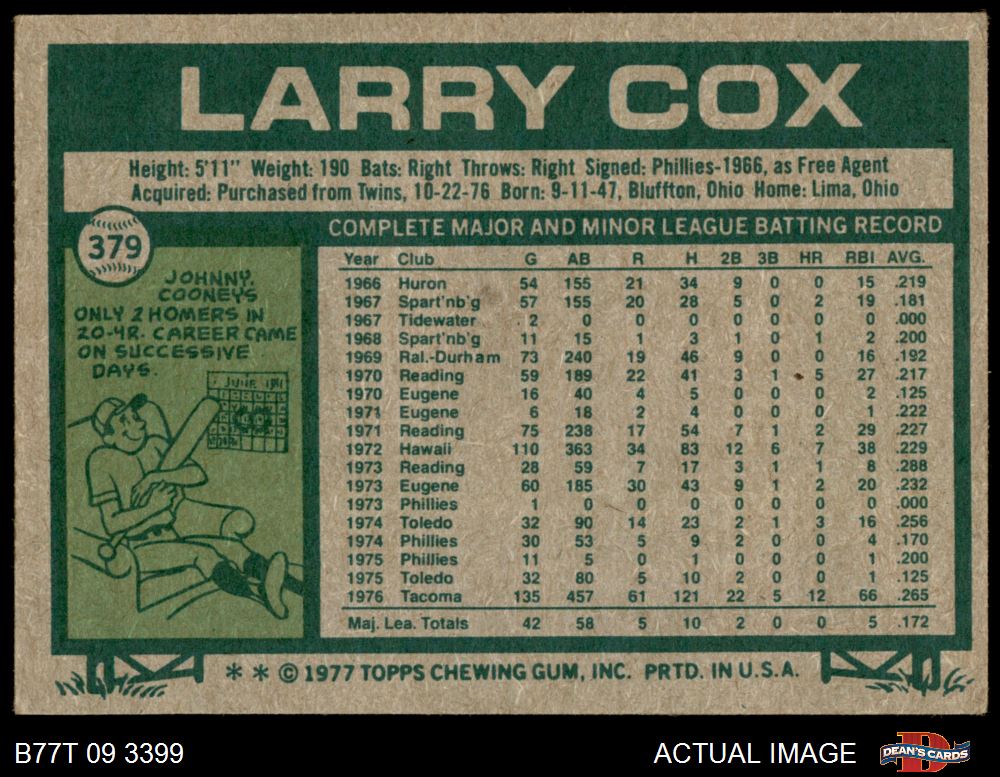 LARRY COX
Height: 5'11" Weight: 190 Bats: Right Throws: Right Signed: Phillies-1966, as Free Agent
Acquired: Purchased from Twins, 10-22-76 Born: 9-11-47, Bluffton, Ohio Home: Lima, Ohio
379
JOHNNY
COONEY'S
ONLY 2 HOMERS IN
20-YR. CAREER CAME
ON SUCCESSIVE
DAYS.
JUNE
COMPLETE MAJOR AND MINOR LEAGUE BATTING RECORD
Year Club G AB R H 2B 3B HR RBI AVG.
1966 Huron 54 155 21 34 9 0 0 15 .219
1967 Spart'nb'g 57 155 20 28 5 0 2 19 .181
1967 Tidewater 2 0 0 0 0 0 0 0 .000
1968 Spart'nb'g 11 15 1 3 1 0 1 2 .200
1969 Ral.-Durham 73 240 19 46 9 0 0 16 .192
1970 Reading 59 189 22 41 3 1 5 27 .217
1970 Eugene 16 40 4 5 0 0 0 2 .125
1971 Eugene 6 18 2 4 0 0 0 1 .222
1971 Reading 75 238 17 54 7 1 2 29 .227
1972 Hawaii 110 363 34 83 12 6 7 38 .229
1973 Reading 28 59 7 17 3 1 1 8 .288
1973 Eugene 60 185 30 43 9 1 2 20 .232
1973 Phillies 1 0 0 0 0 0 0 0 .000
1974 Toledo 32 90 14 23 2 1 3 16 .256
1974 Phillies 30 53 5 9 2 0 0 4 .170
1975 Phillies 11 5 0 1 0 0 0 1 .200
1975 Toledo 32 80 5 10 2 0 0 1 .125
1976 Tacoma 135 457 61 121 22 5 12 66 .265
Maj. Lea. Totals 42 58 5 10 2 0 0 5 .172
* * © 1977 TOPPS CHEWING GUM, INC. PRTD. IN U.S.A.
B77T 09 3399
ACTUAL IMAGE
DEAN'S CARDS